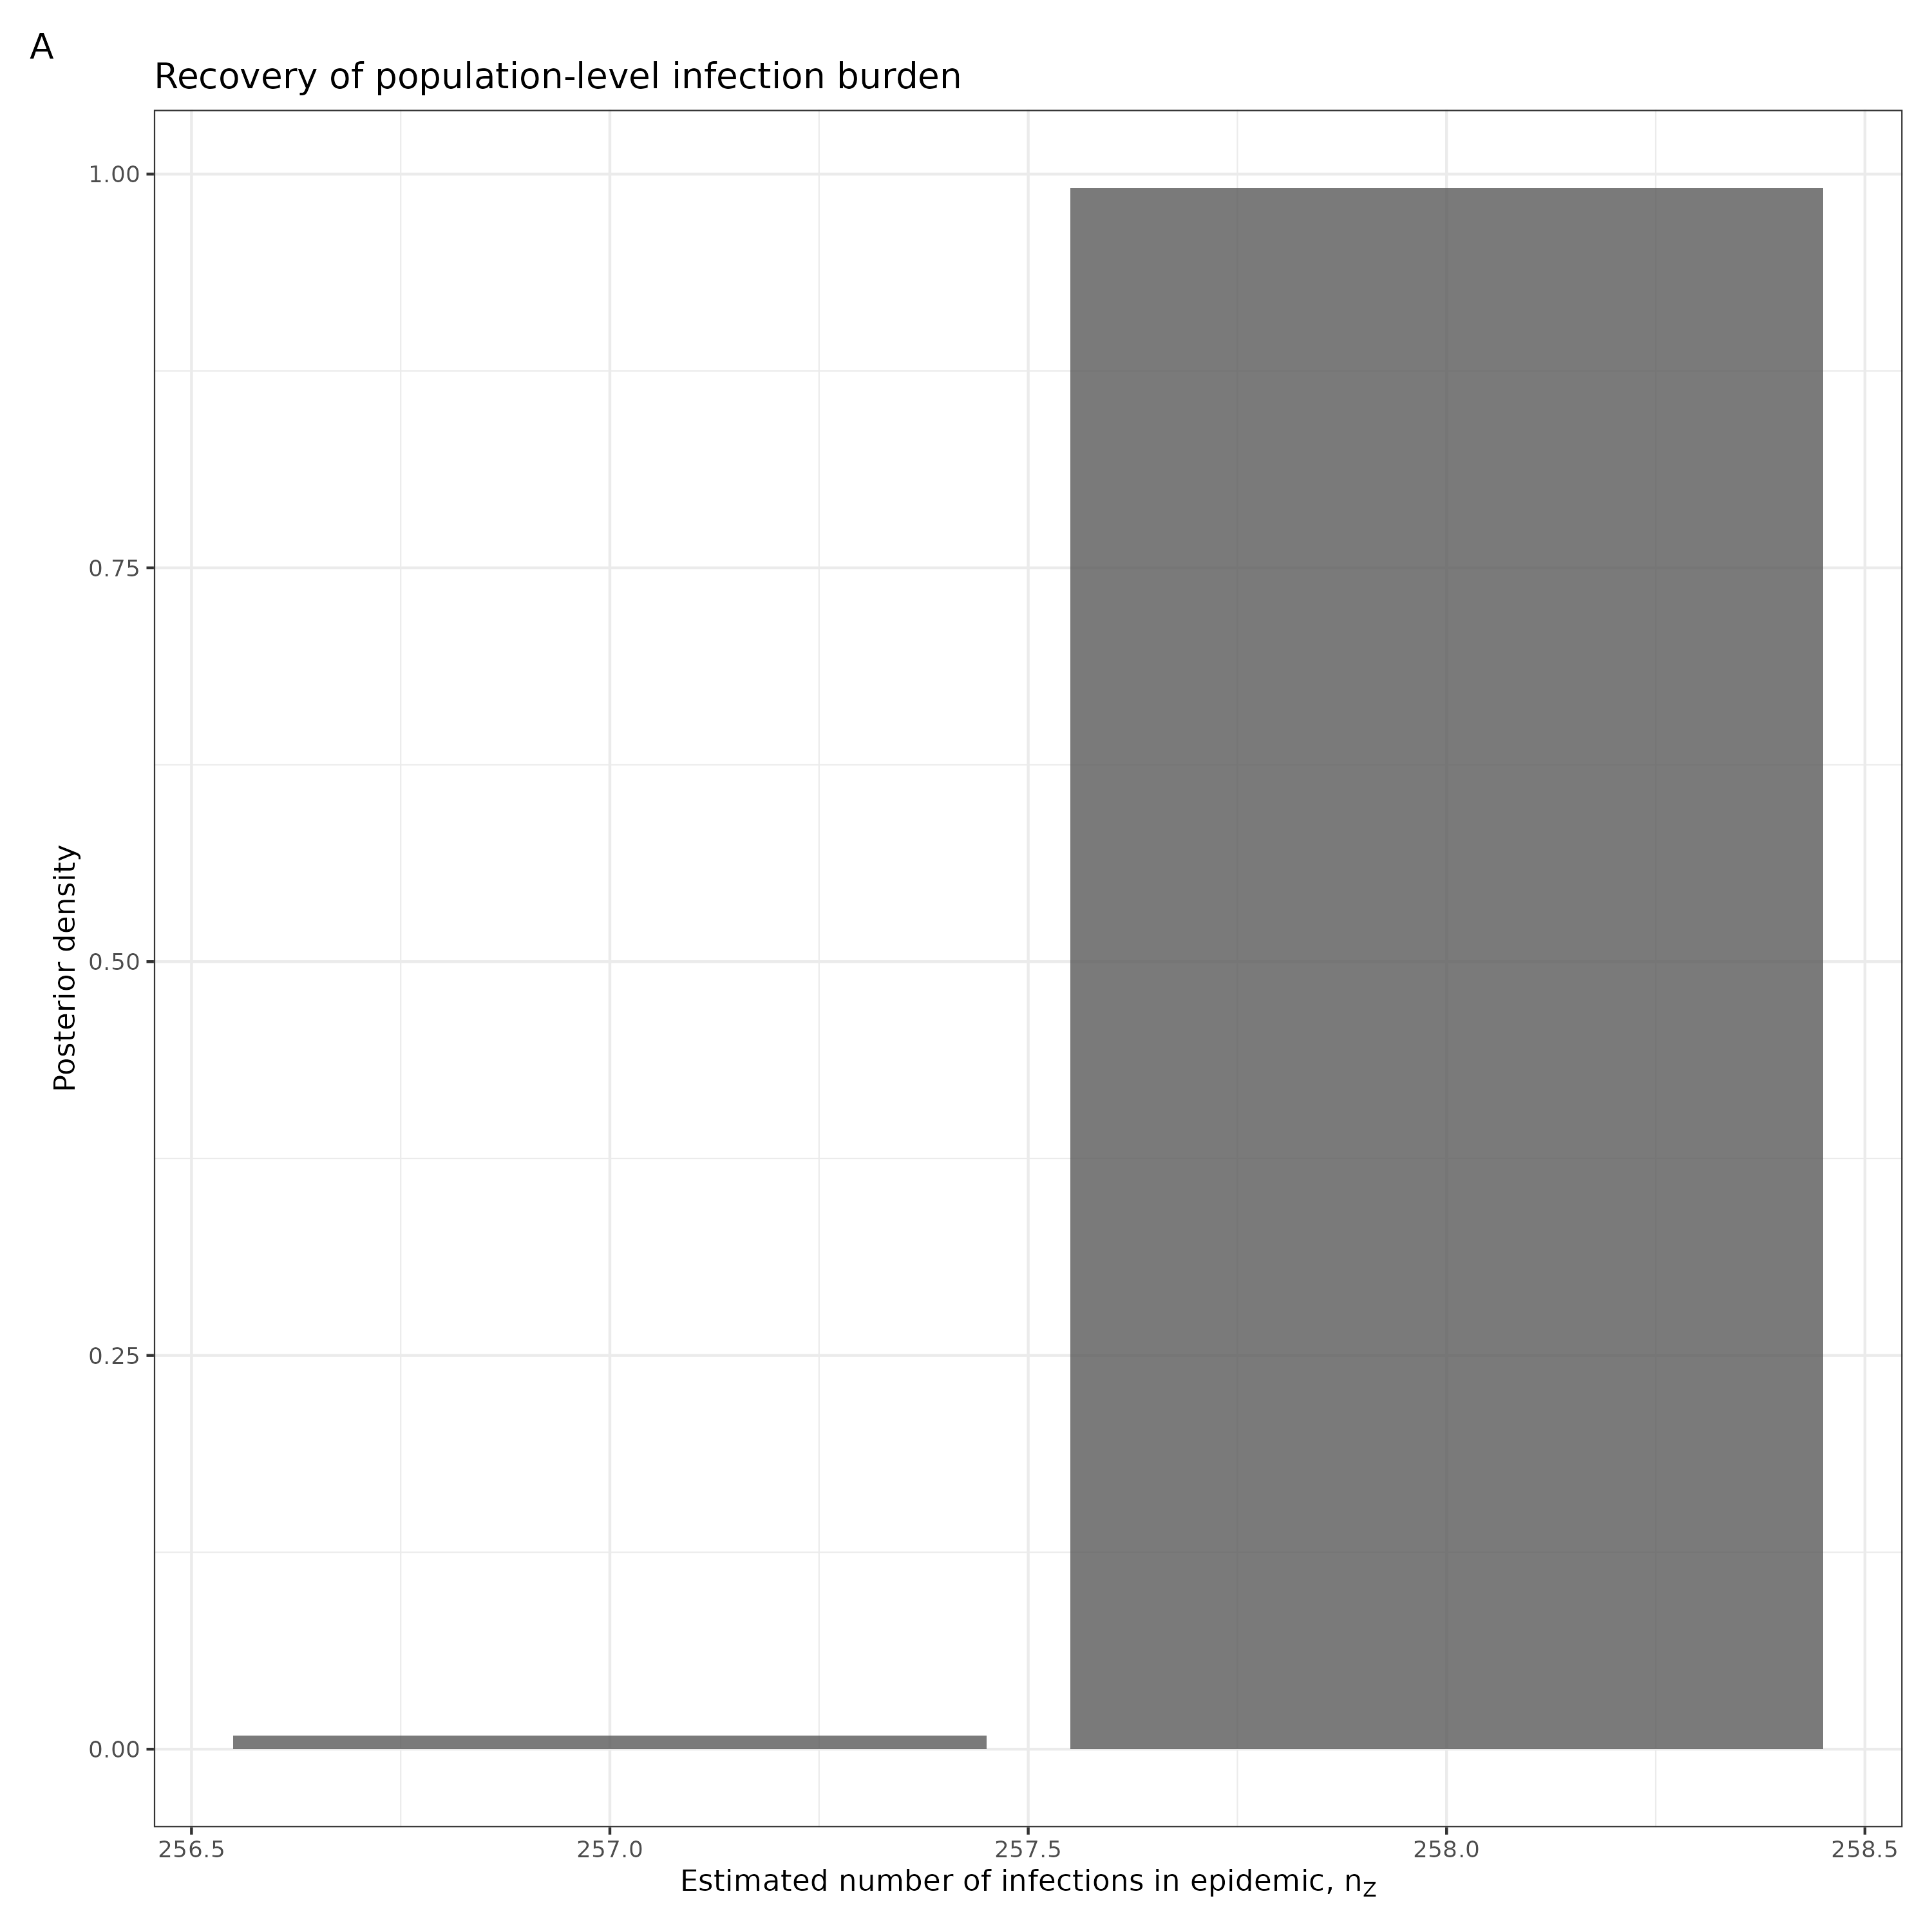 A
Recovery of population-level infection burden
1.00
0.75
0.50
0.25
0.00
Posterior density
256.5 257.0 257.5 258.0 258.5
Estimated number of infections in epidemic, nZ